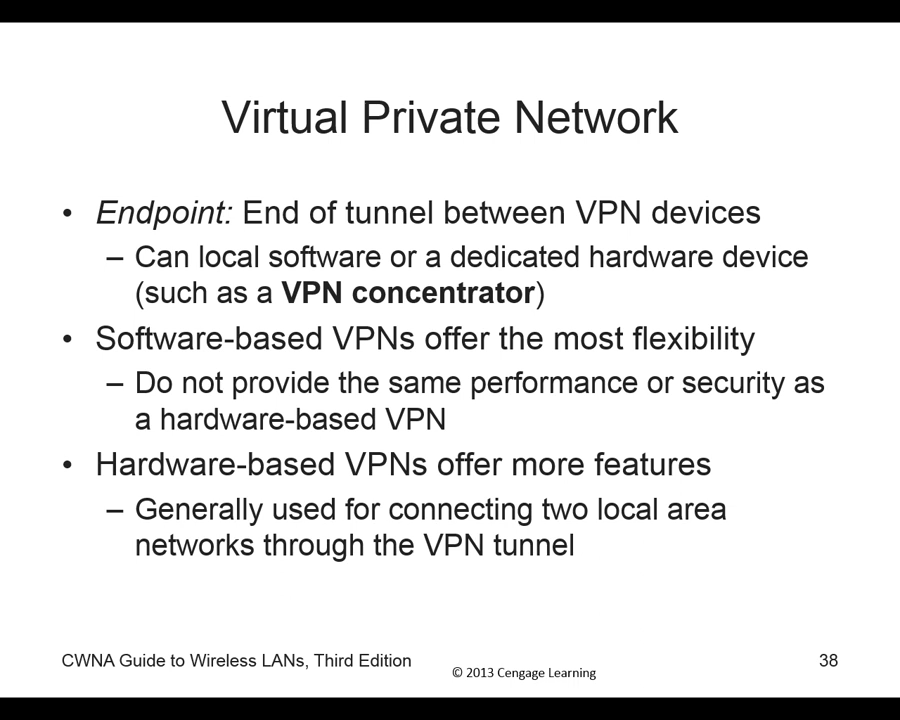 Virtual Private Network
• Endpoint: End of tunnel between VPN devices
– Can local software or a dedicated hardware device
(such as a VPN concentrator)
• Software-based VPNs offer the most flexibility
– Do not provide the same performance or security as
a hardware-based VPN
• Hardware-based VPNs offer more features
– Generally used for connecting two local area
networks through the VPN tunnel
CWNA Guide to Wireless LANs, Third Edition
© 2013 Cengage Learning
38